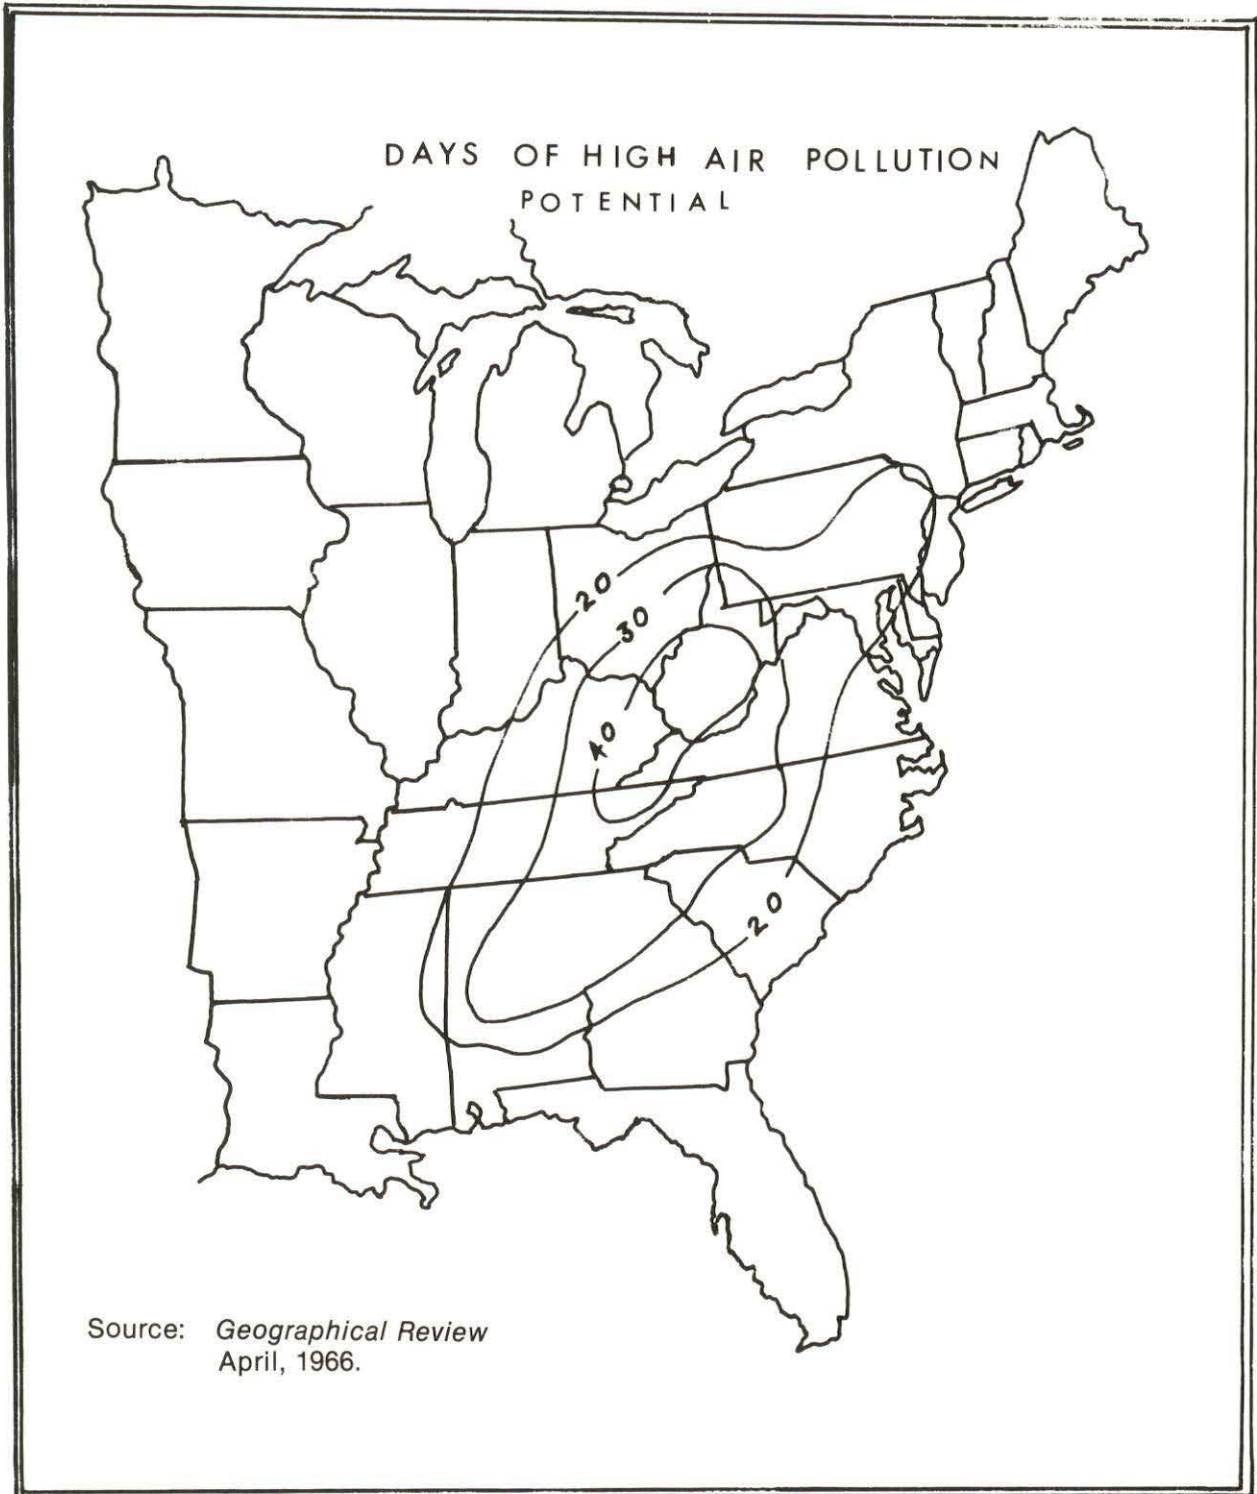 DAYS OF HIGH AIR POLLUTION
POTENTIAL
20
30
40
20
Source: Geographical Review
April, 1966.